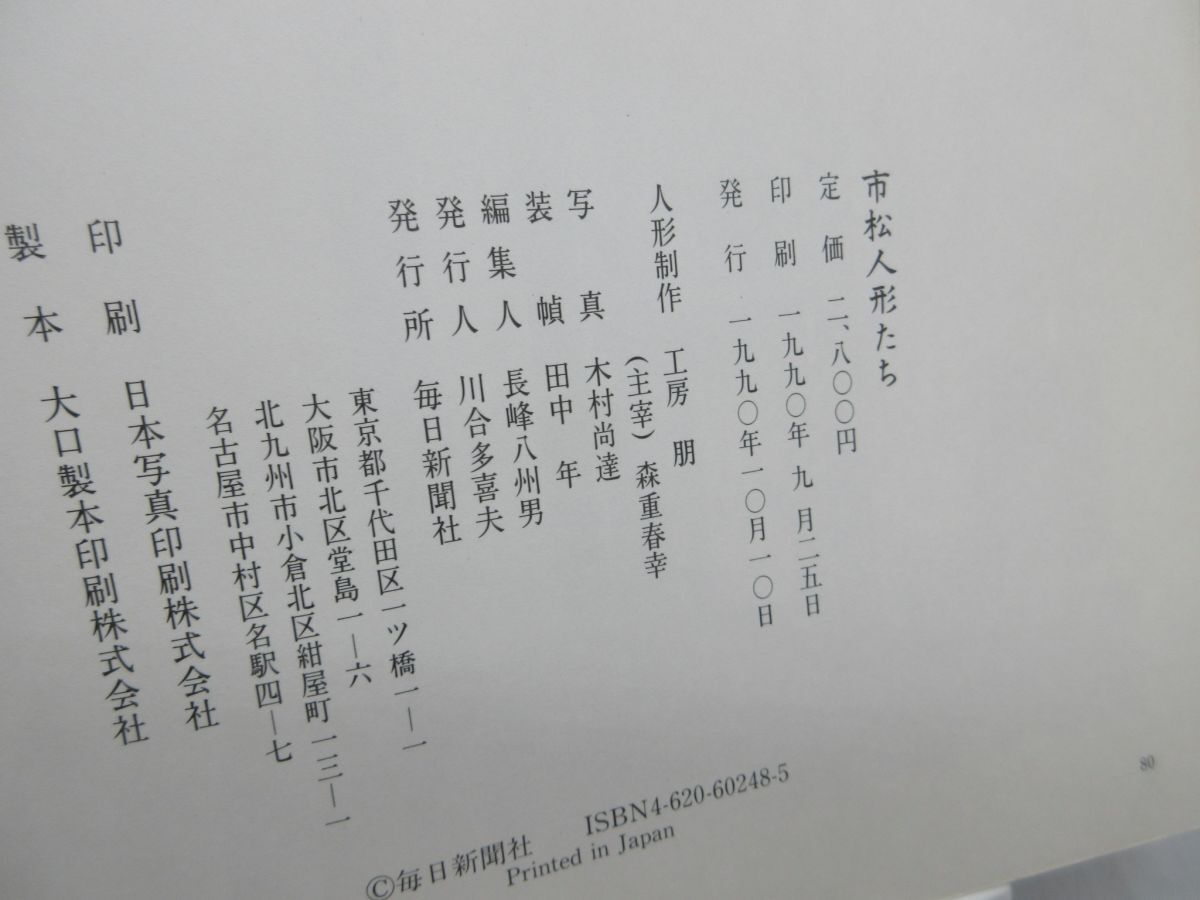 市松人形たち
定価 二、八〇〇円
印刷 一九九〇年 九 月二五日
発行 一九九〇年一〇月一〇日
人形制作 工房 朋
(主宰) 森重春幸
写真 木村尚達
装幀 田中 年
編集人 長峰八州男
発行人 川合多喜夫
発行所 毎日新聞社
東京都千代田区一ツ橋一―一
大阪市北区堂島一―六
北九州市小倉北区紺屋町一三―一
名古屋市中村区名駅四―七
印刷 日本写真印刷株式会社
製本 大口製本印刷株式会社
©毎日新聞社 ISBN4-620-60248-5
Printed in Japan
80